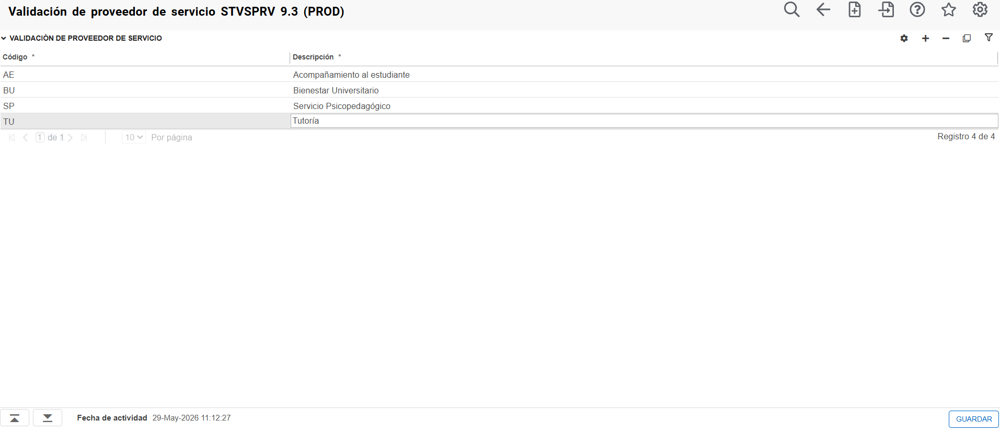 Validación de proveedor de servicio STVSPRV 9.3 (PROD)
VALIDACIÓN DE PROVEEDOR DE SERVICIO
Código * Descripción *
AE Acompañamiento al estudiante
BU Bienestar Universitario
SP Servicio Psicopedagógico
TU Tutoría
1 de 1 10 Por página Registro 4 de 4
Fecha de actividad 29-May-2026 11:12:27 GUARDAR